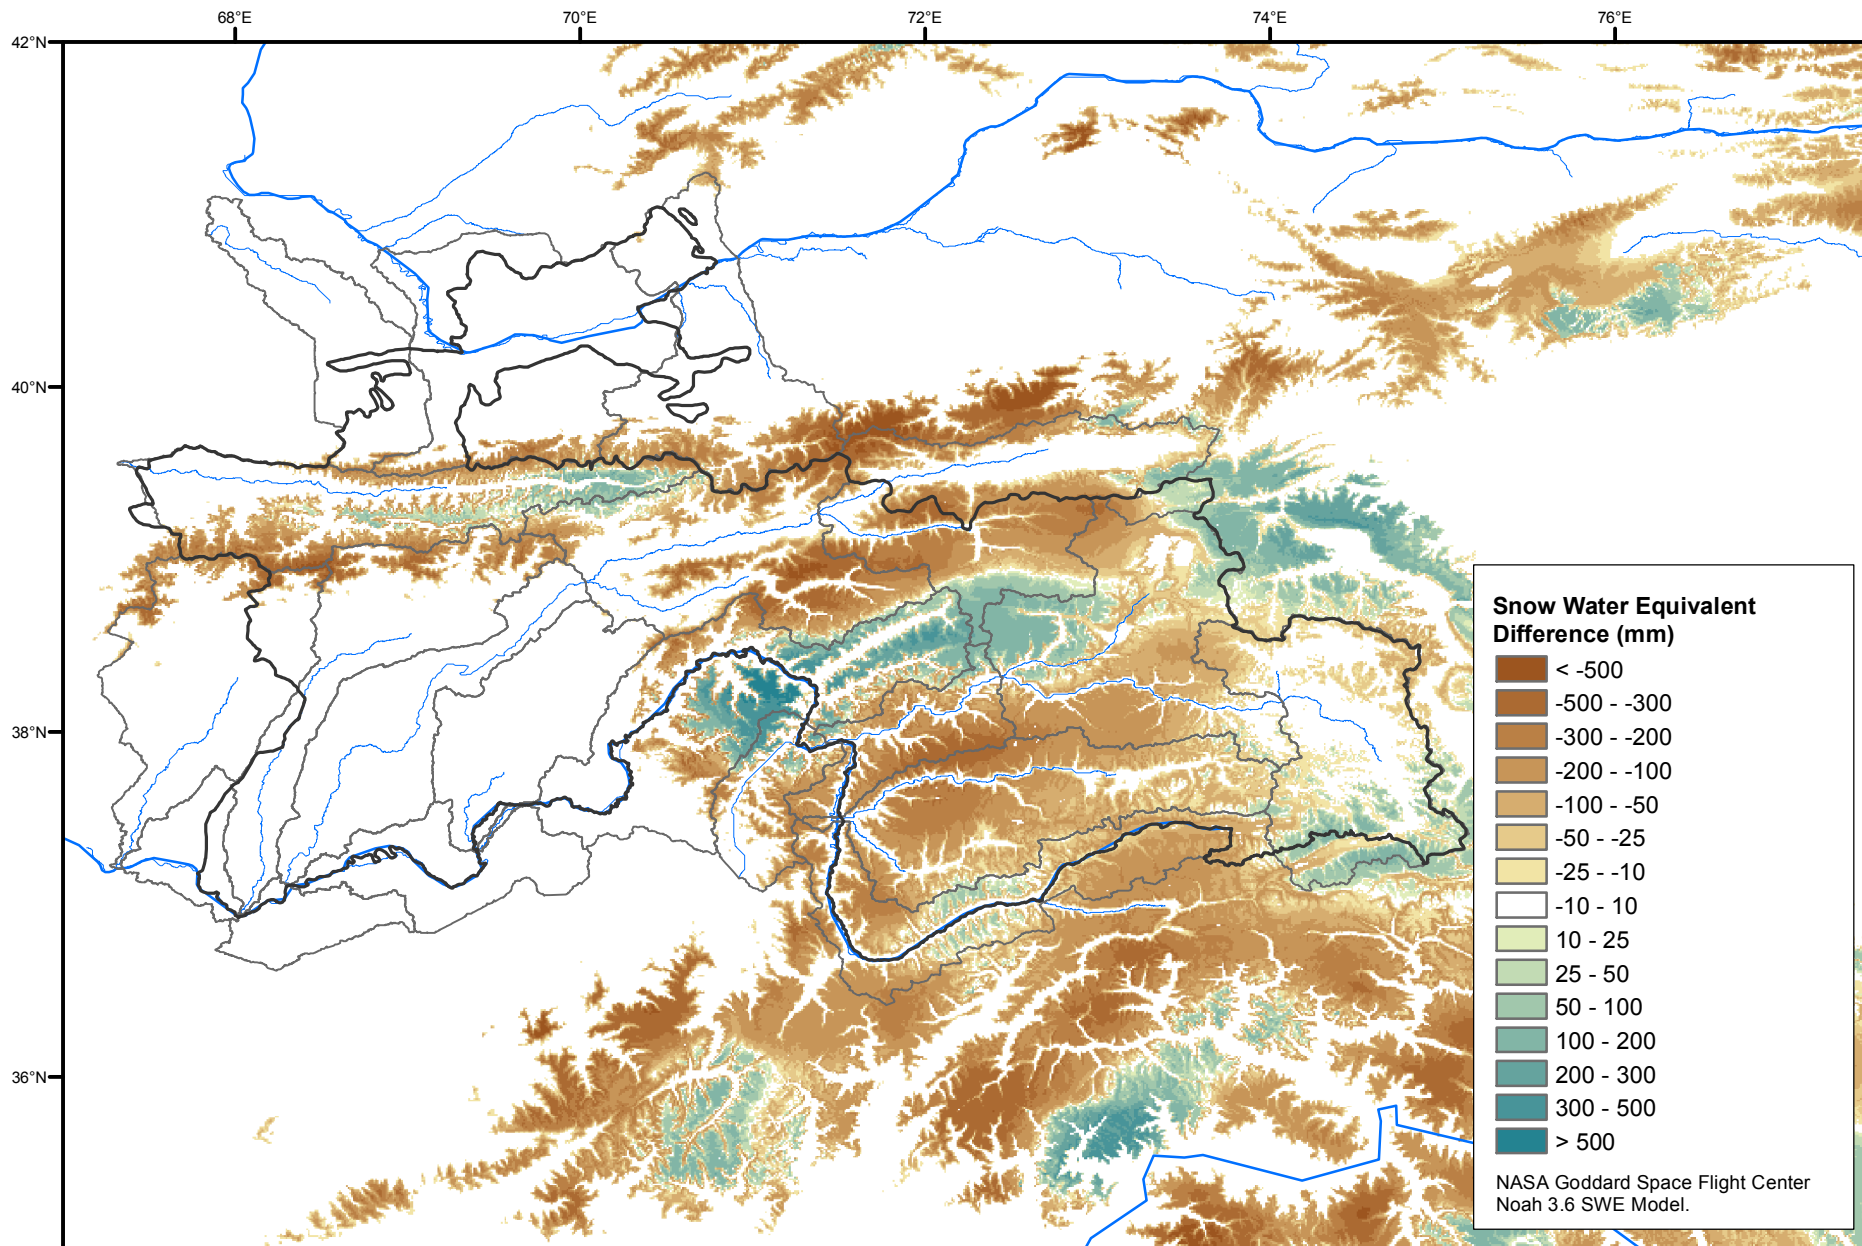 68°E
70°E
72°E
74°E
76°E
42°N
40°N
38°N
36°N
Snow Water Equivalent
Difference (mm)
< -500
-500 - -300
-300 - -200
-200 - -100
-100 - -50
-50 - -25
-25 - -10
-10 - 10
10 - 25
25 - 50
50 - 100
100 - 200
200 - 300
300 - 500
> 500
NASA Goddard Space Flight Center
Noah 3.6 SWE Model.